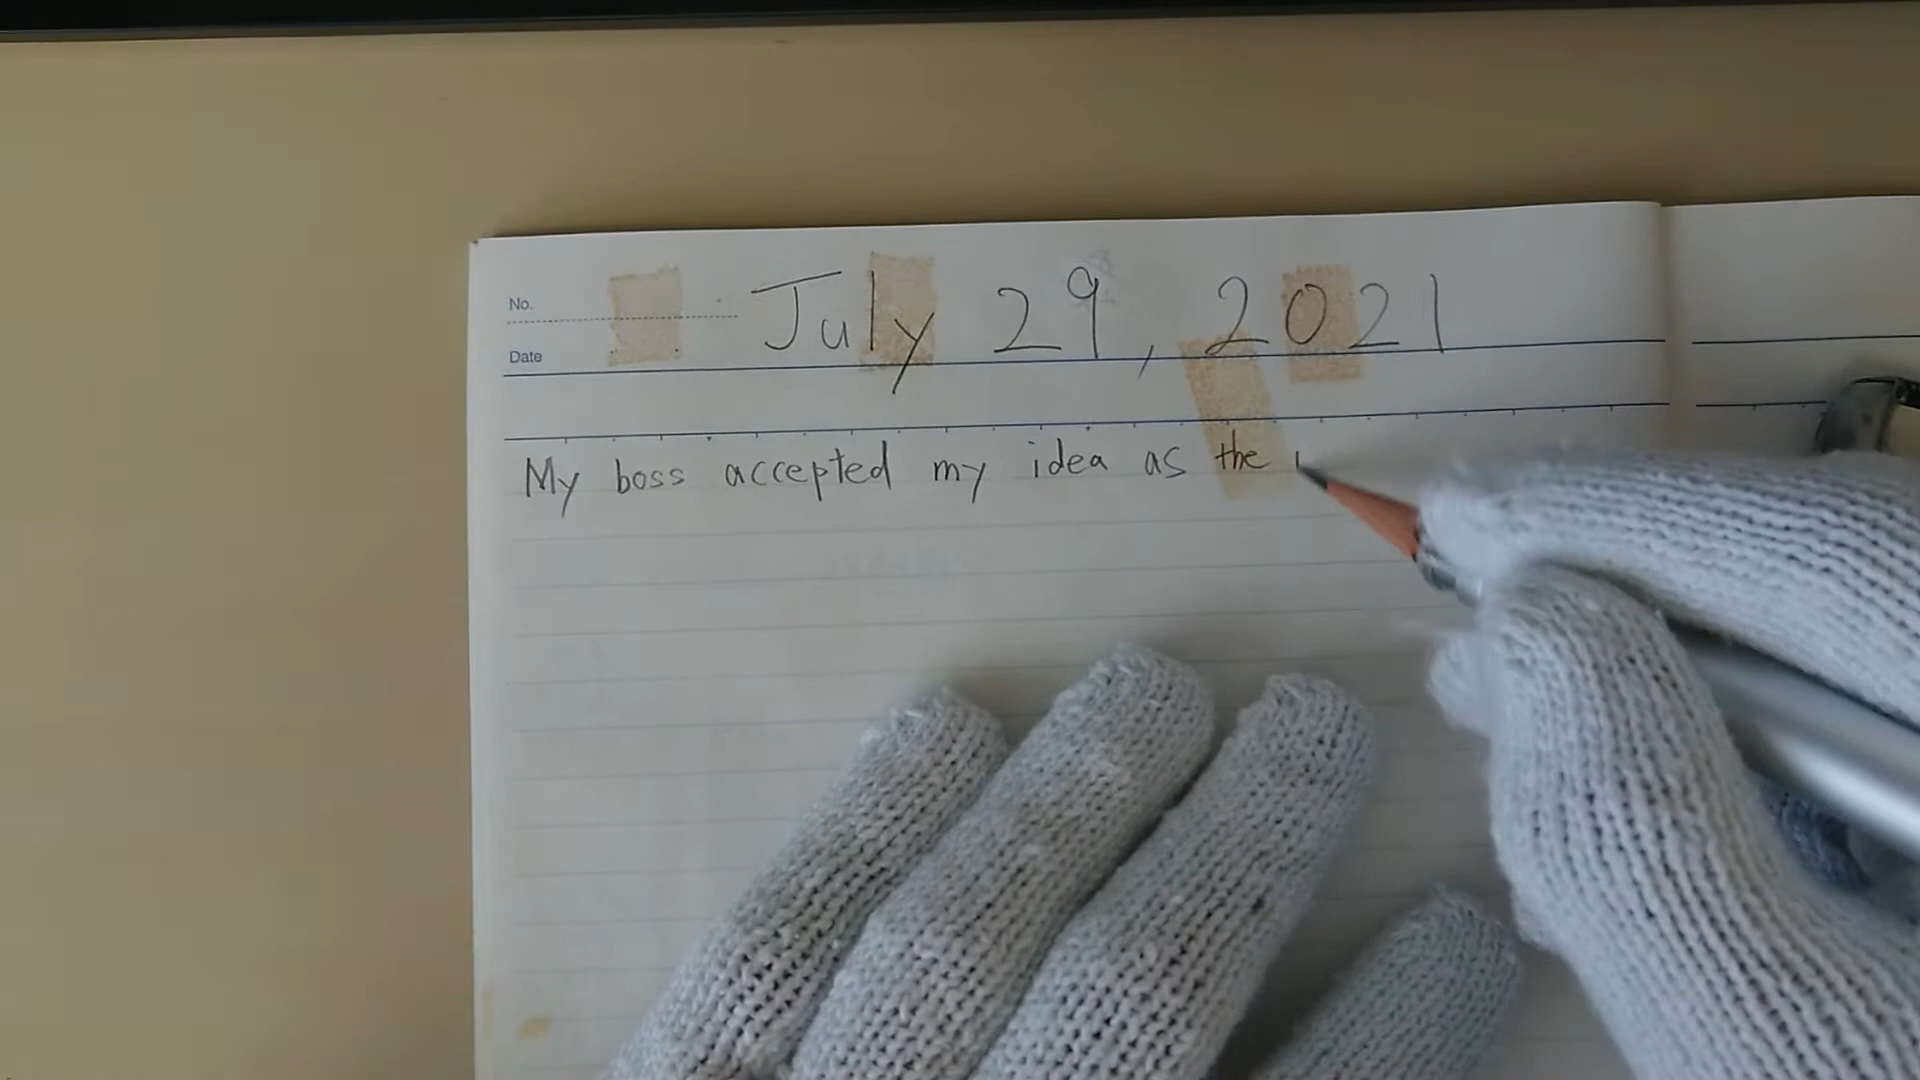 No.
July 29, 2021
Date
My boss accepted my idea as the